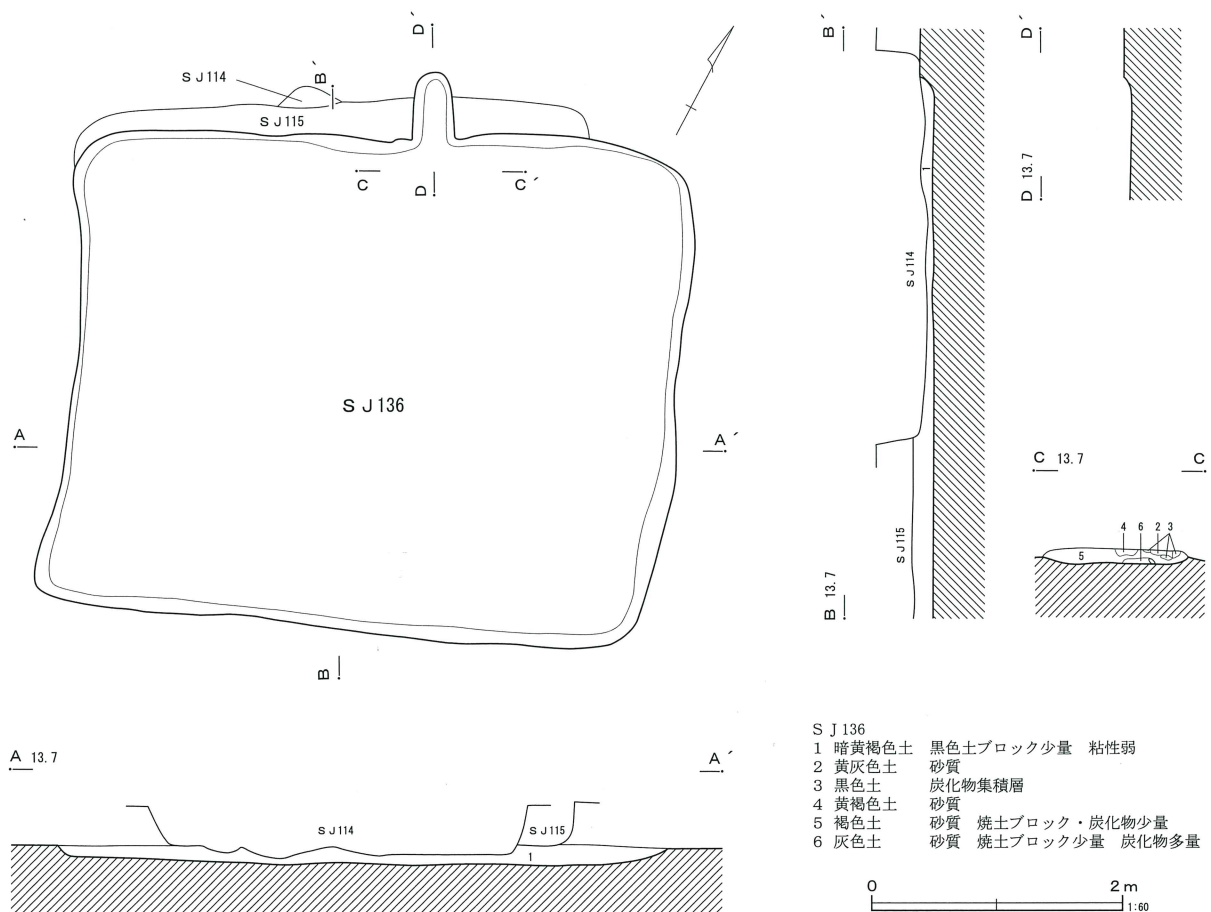 D´
B´
SJ114
SJ115
C
D
C´
SJ136
A
A´
B
A 13.7
A´
SJ114
SJ115
1
B´
1
SJ114
SJ115
B 13.7
D´
D 13.7
C 13.7
C
4 6 2 3
5
SJ136
1 暗黄褐色土 黒色土ブロック少量 粘性弱
2 黄灰色土 砂質
3 黒色土 炭化物集積層
4 黄褐色土 砂質
5 褐色土 砂質 焼土ブロック・炭化物少量
6 灰色土 砂質 焼土ブロック少量 炭化物多量
0 2m
1:60